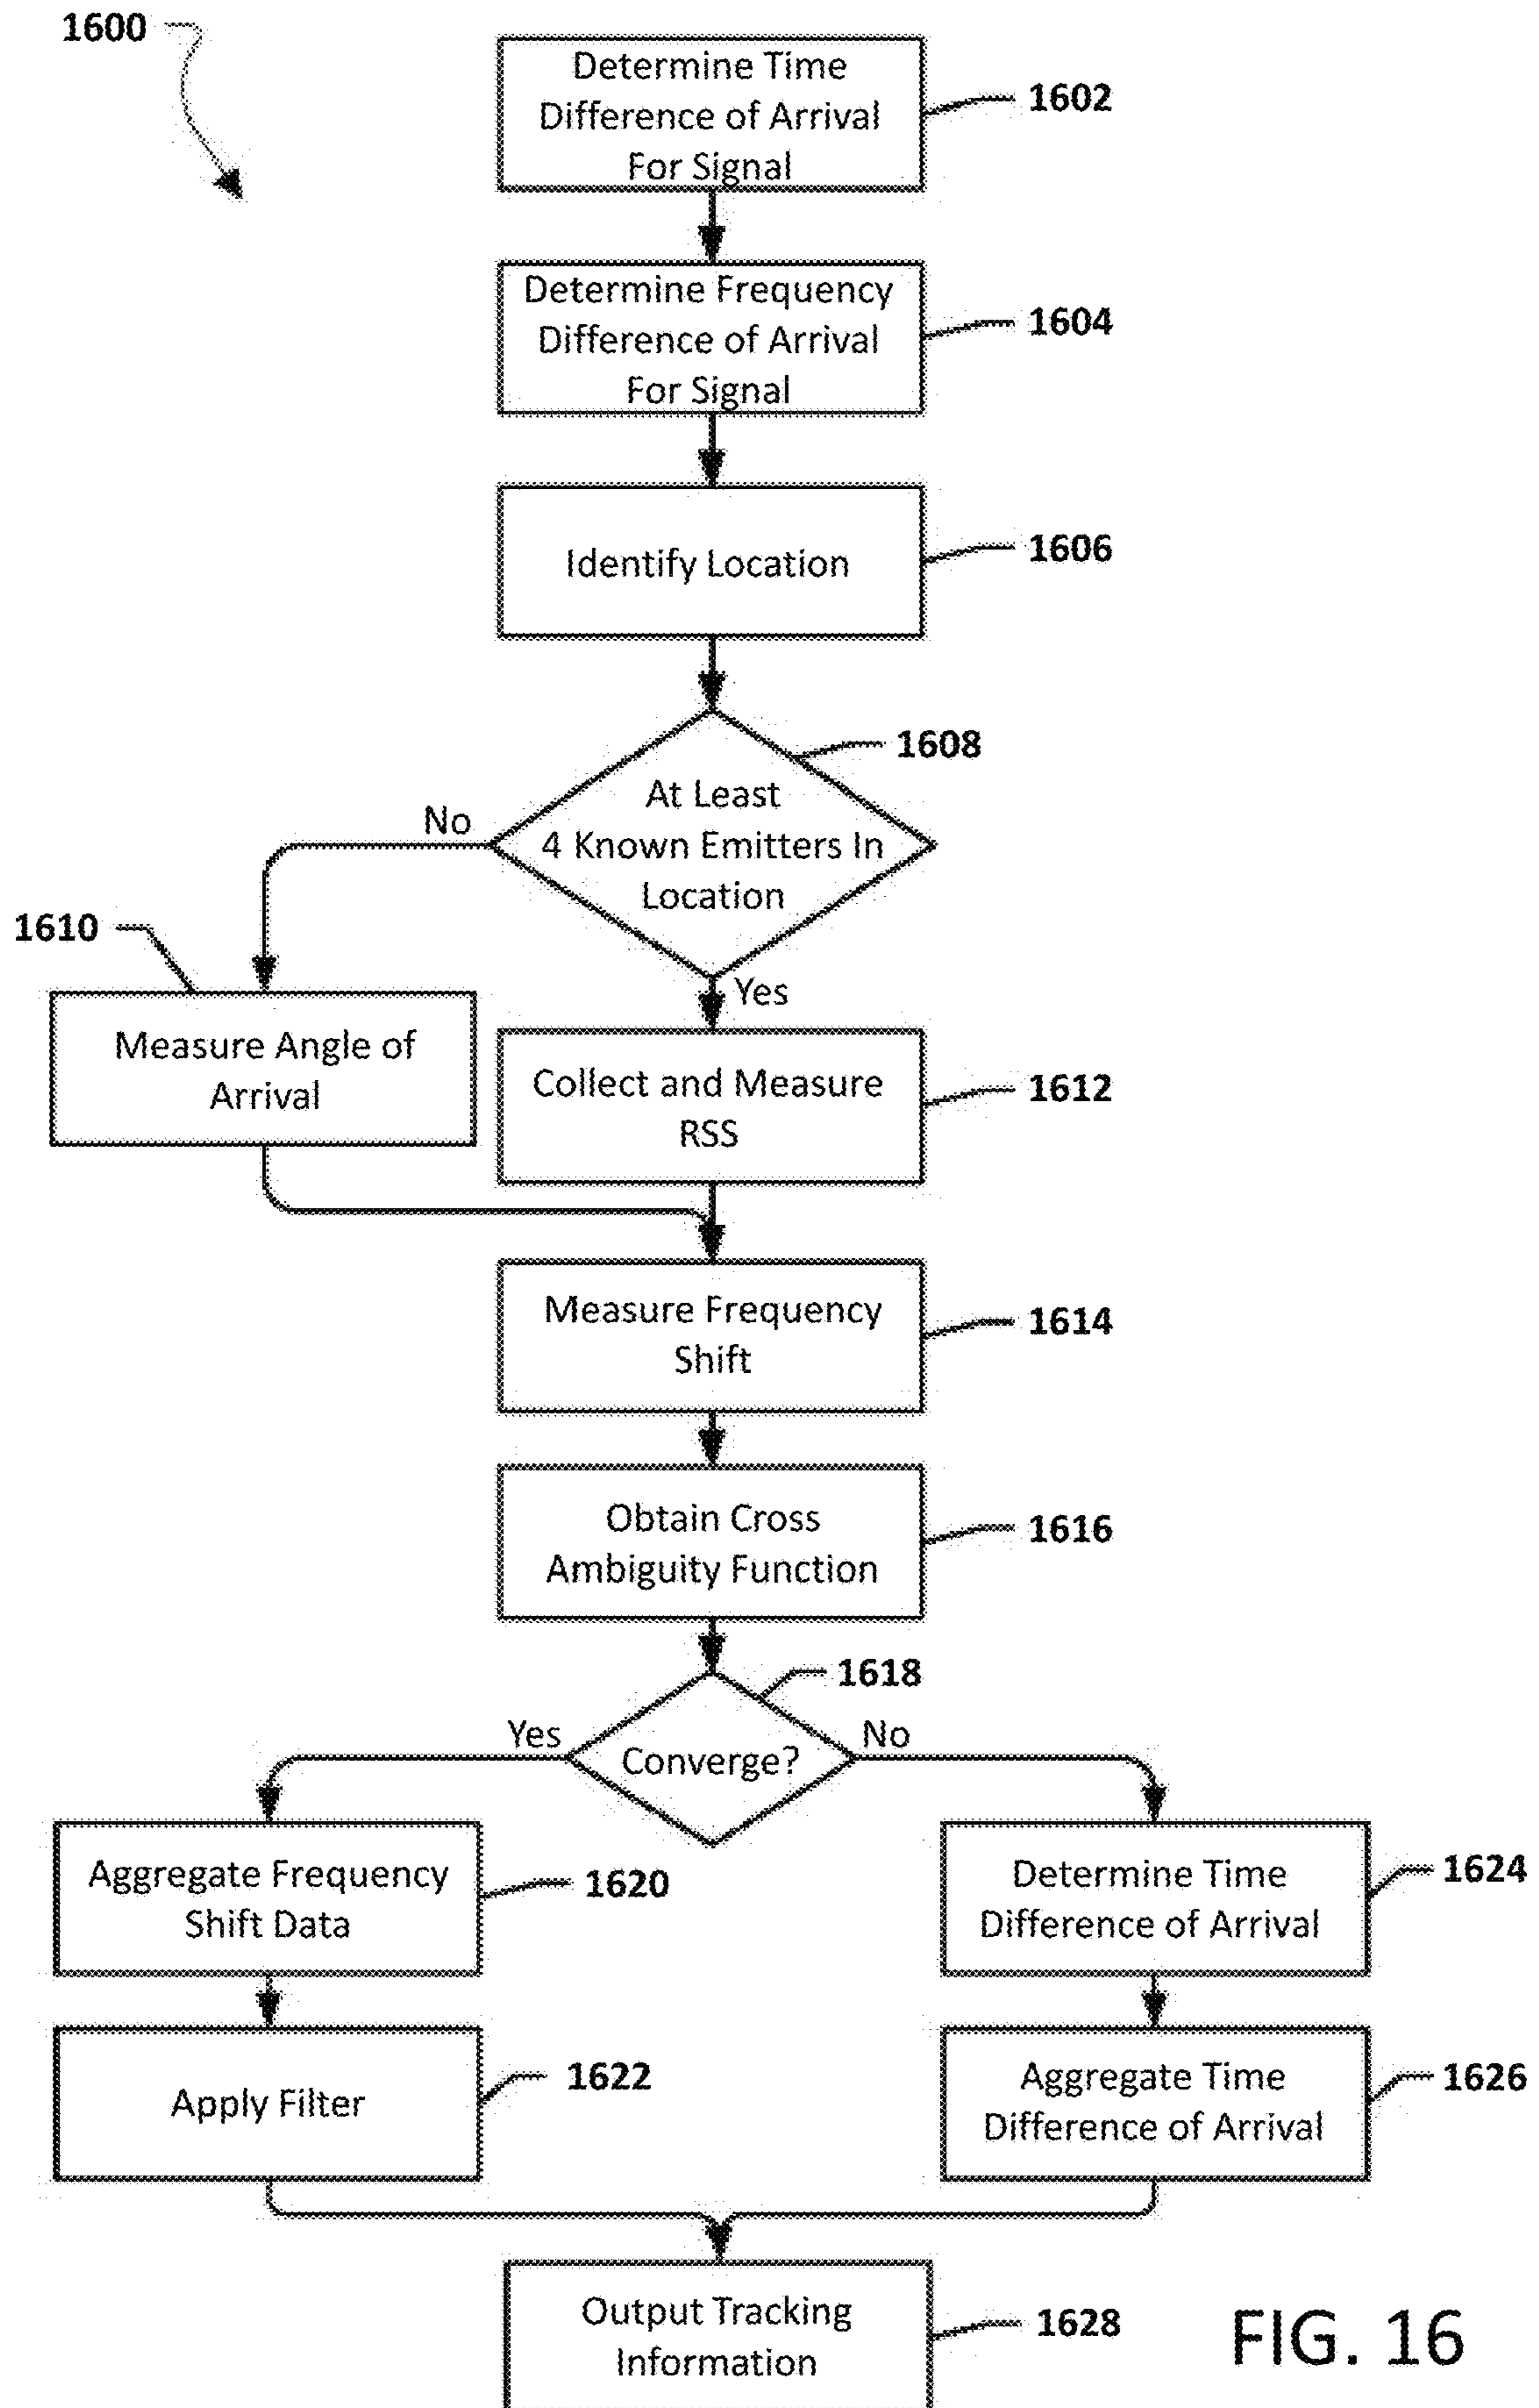 1600
Determine Time
Difference of Arrival
For Signal
1602
Determine Frequency
Difference of Arrival
For Signal
1604
Identify Location
1606
1608
At Least
4 Known Emitters In
Location
No
Yes
1610
Measure Angle of
Arrival
Collect and Measure
RSS
1612
Measure Frequency
Shift
1614
Obtain Cross
Ambiguity Function
1616
1618
Converge?
Yes
No
Aggregate Frequency
Shift Data
1620
Determine Time
Difference of Arrival
1624
Apply Filter
1622
Aggregate Time
Difference of Arrival
1626
Output Tracking
Information
1628
FIG. 16